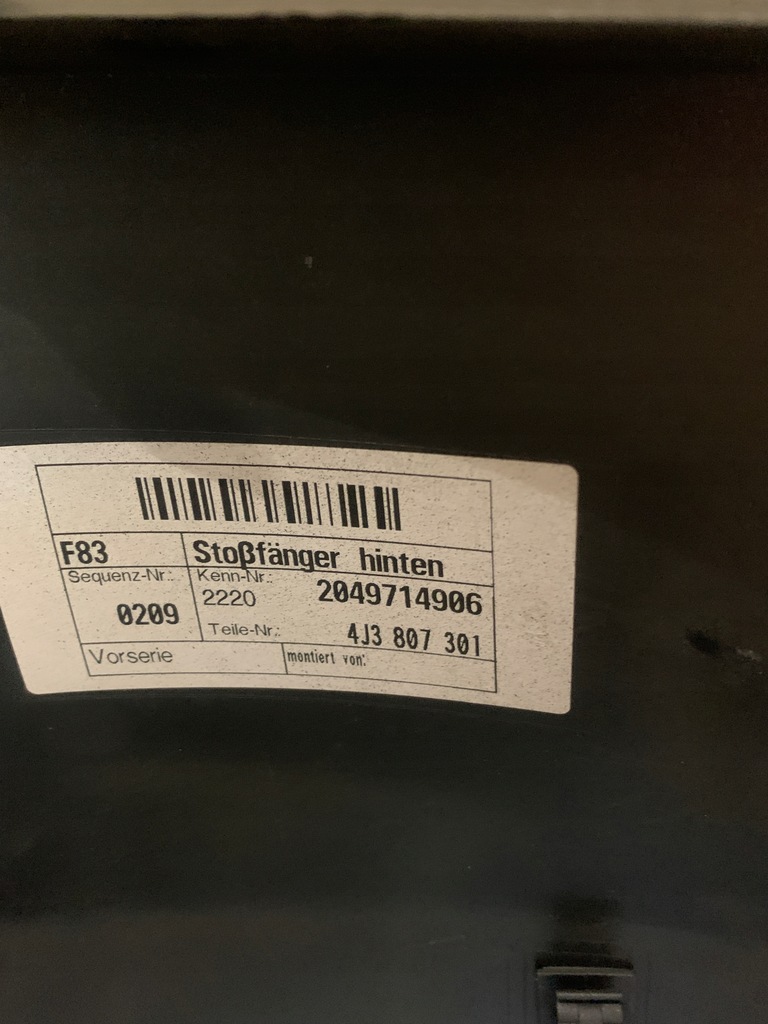 F83
Stoßfänger hinten
Sequenz-Nr.:
0209
Kenn-Nr.:
2220
2049714906
Teile-Nr.:
4J3 807 301
Vorserie
montiert von: